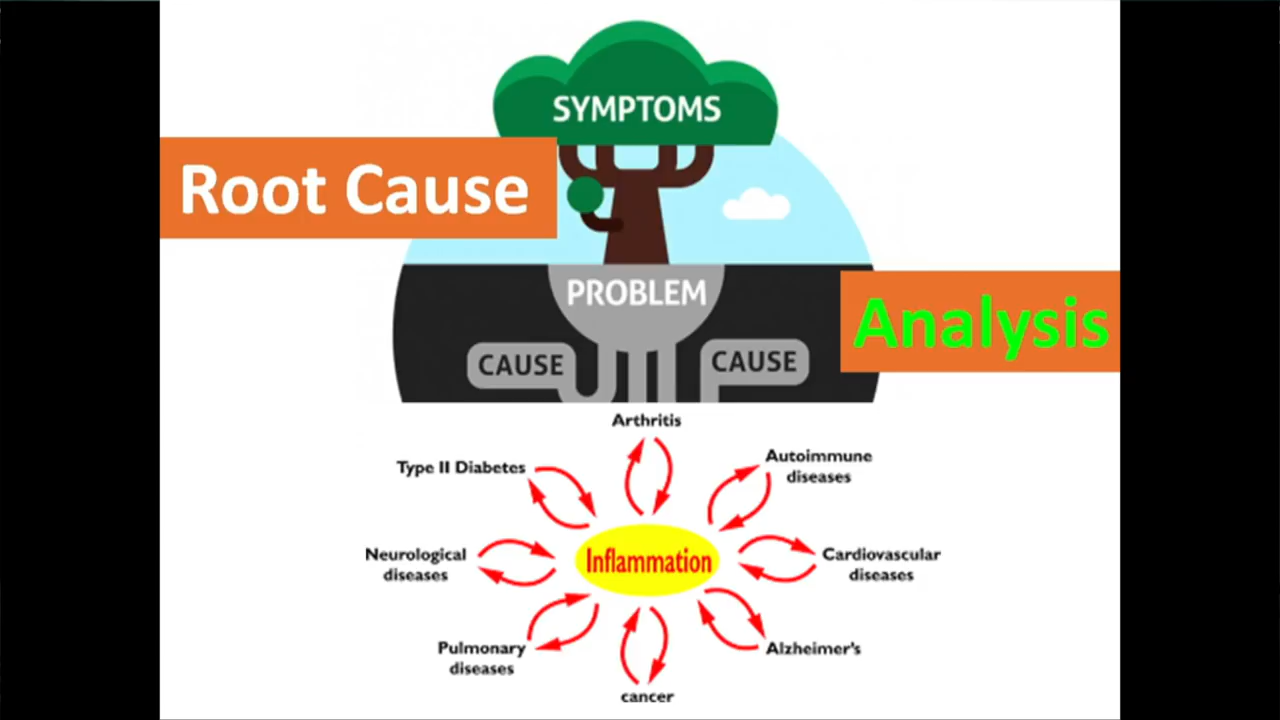 SYMPTOMS
Root Cause
PROBLEM
Analysis
CAUSE
CAUSE
Arthritis
Type II Diabetes
Autoimmune
diseases
Inflammation
Neurological
diseases
Cardiovascular
diseases
Pulmonary
diseases
Alzheimer's
cancer